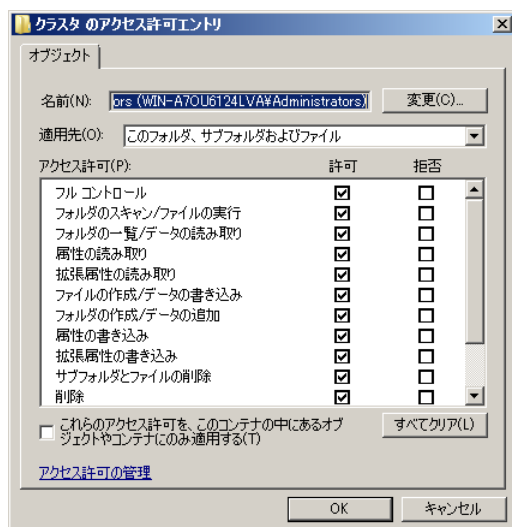 クラスタ のアクセス許可エントリ
オブジェクト
名前(N): ors (WIN-A7OU6124LVA¥Administrators) 変更(C)...
適用先(O): このフォルダ、サブフォルダおよびファイル
アクセス許可(P): 許可 拒否
フル コントロール
フォルダのスキャン/ファイルの実行
フォルダの一覧/データの読み取り
属性の読み取り
拡張属性の読み取り
ファイルの作成/データの書き込み
フォルダの作成/データの追加
属性の書き込み
拡張属性の書き込み
サブフォルダとファイルの削除
削除
これらのアクセス許可を、このコンテナの中にあるオブ
ジェクトやコンテナにのみ適用する(T)
すべてクリア(L)
アクセス許可の管理
OK キャンセル